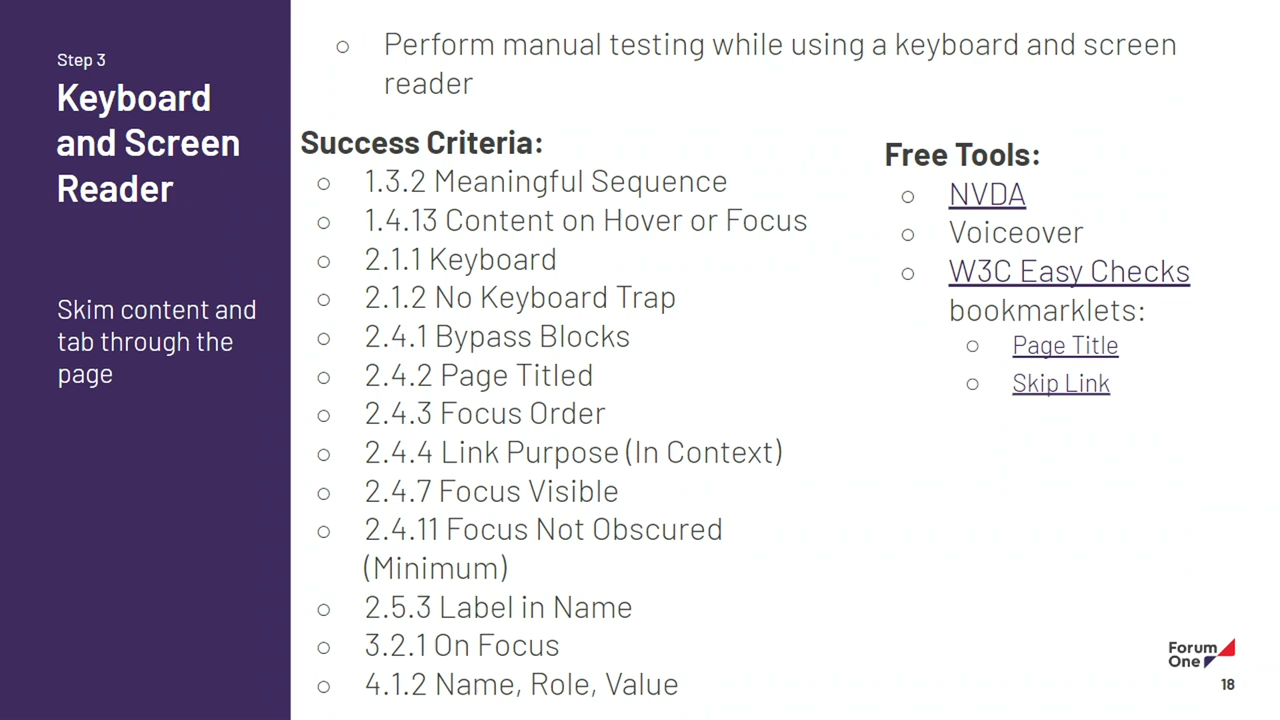 Step 3
Keyboard
and Screen
Reader
Skim content and
tab through the
page
Perform manual testing while using a keyboard and screen
reader
Success Criteria:
1.3.2 Meaningful Sequence
1.4.13 Content on Hover or Focus
2.1.1 Keyboard
2.1.2 No Keyboard Trap
2.4.1 Bypass Blocks
2.4.2 Page Titled
2.4.3 Focus Order
2.4.4 Link Purpose (In Context)
2.4.7 Focus Visible
2.4.11 Focus Not Obscured
(Minimum)
2.5.3 Label in Name
3.2.1 On Focus
4.1.2 Name, Role, Value
Free Tools:
NVDA
Voiceover
W3C Easy Checks
bookmarklets:
Page Title
Skip Link
Forum
One
18